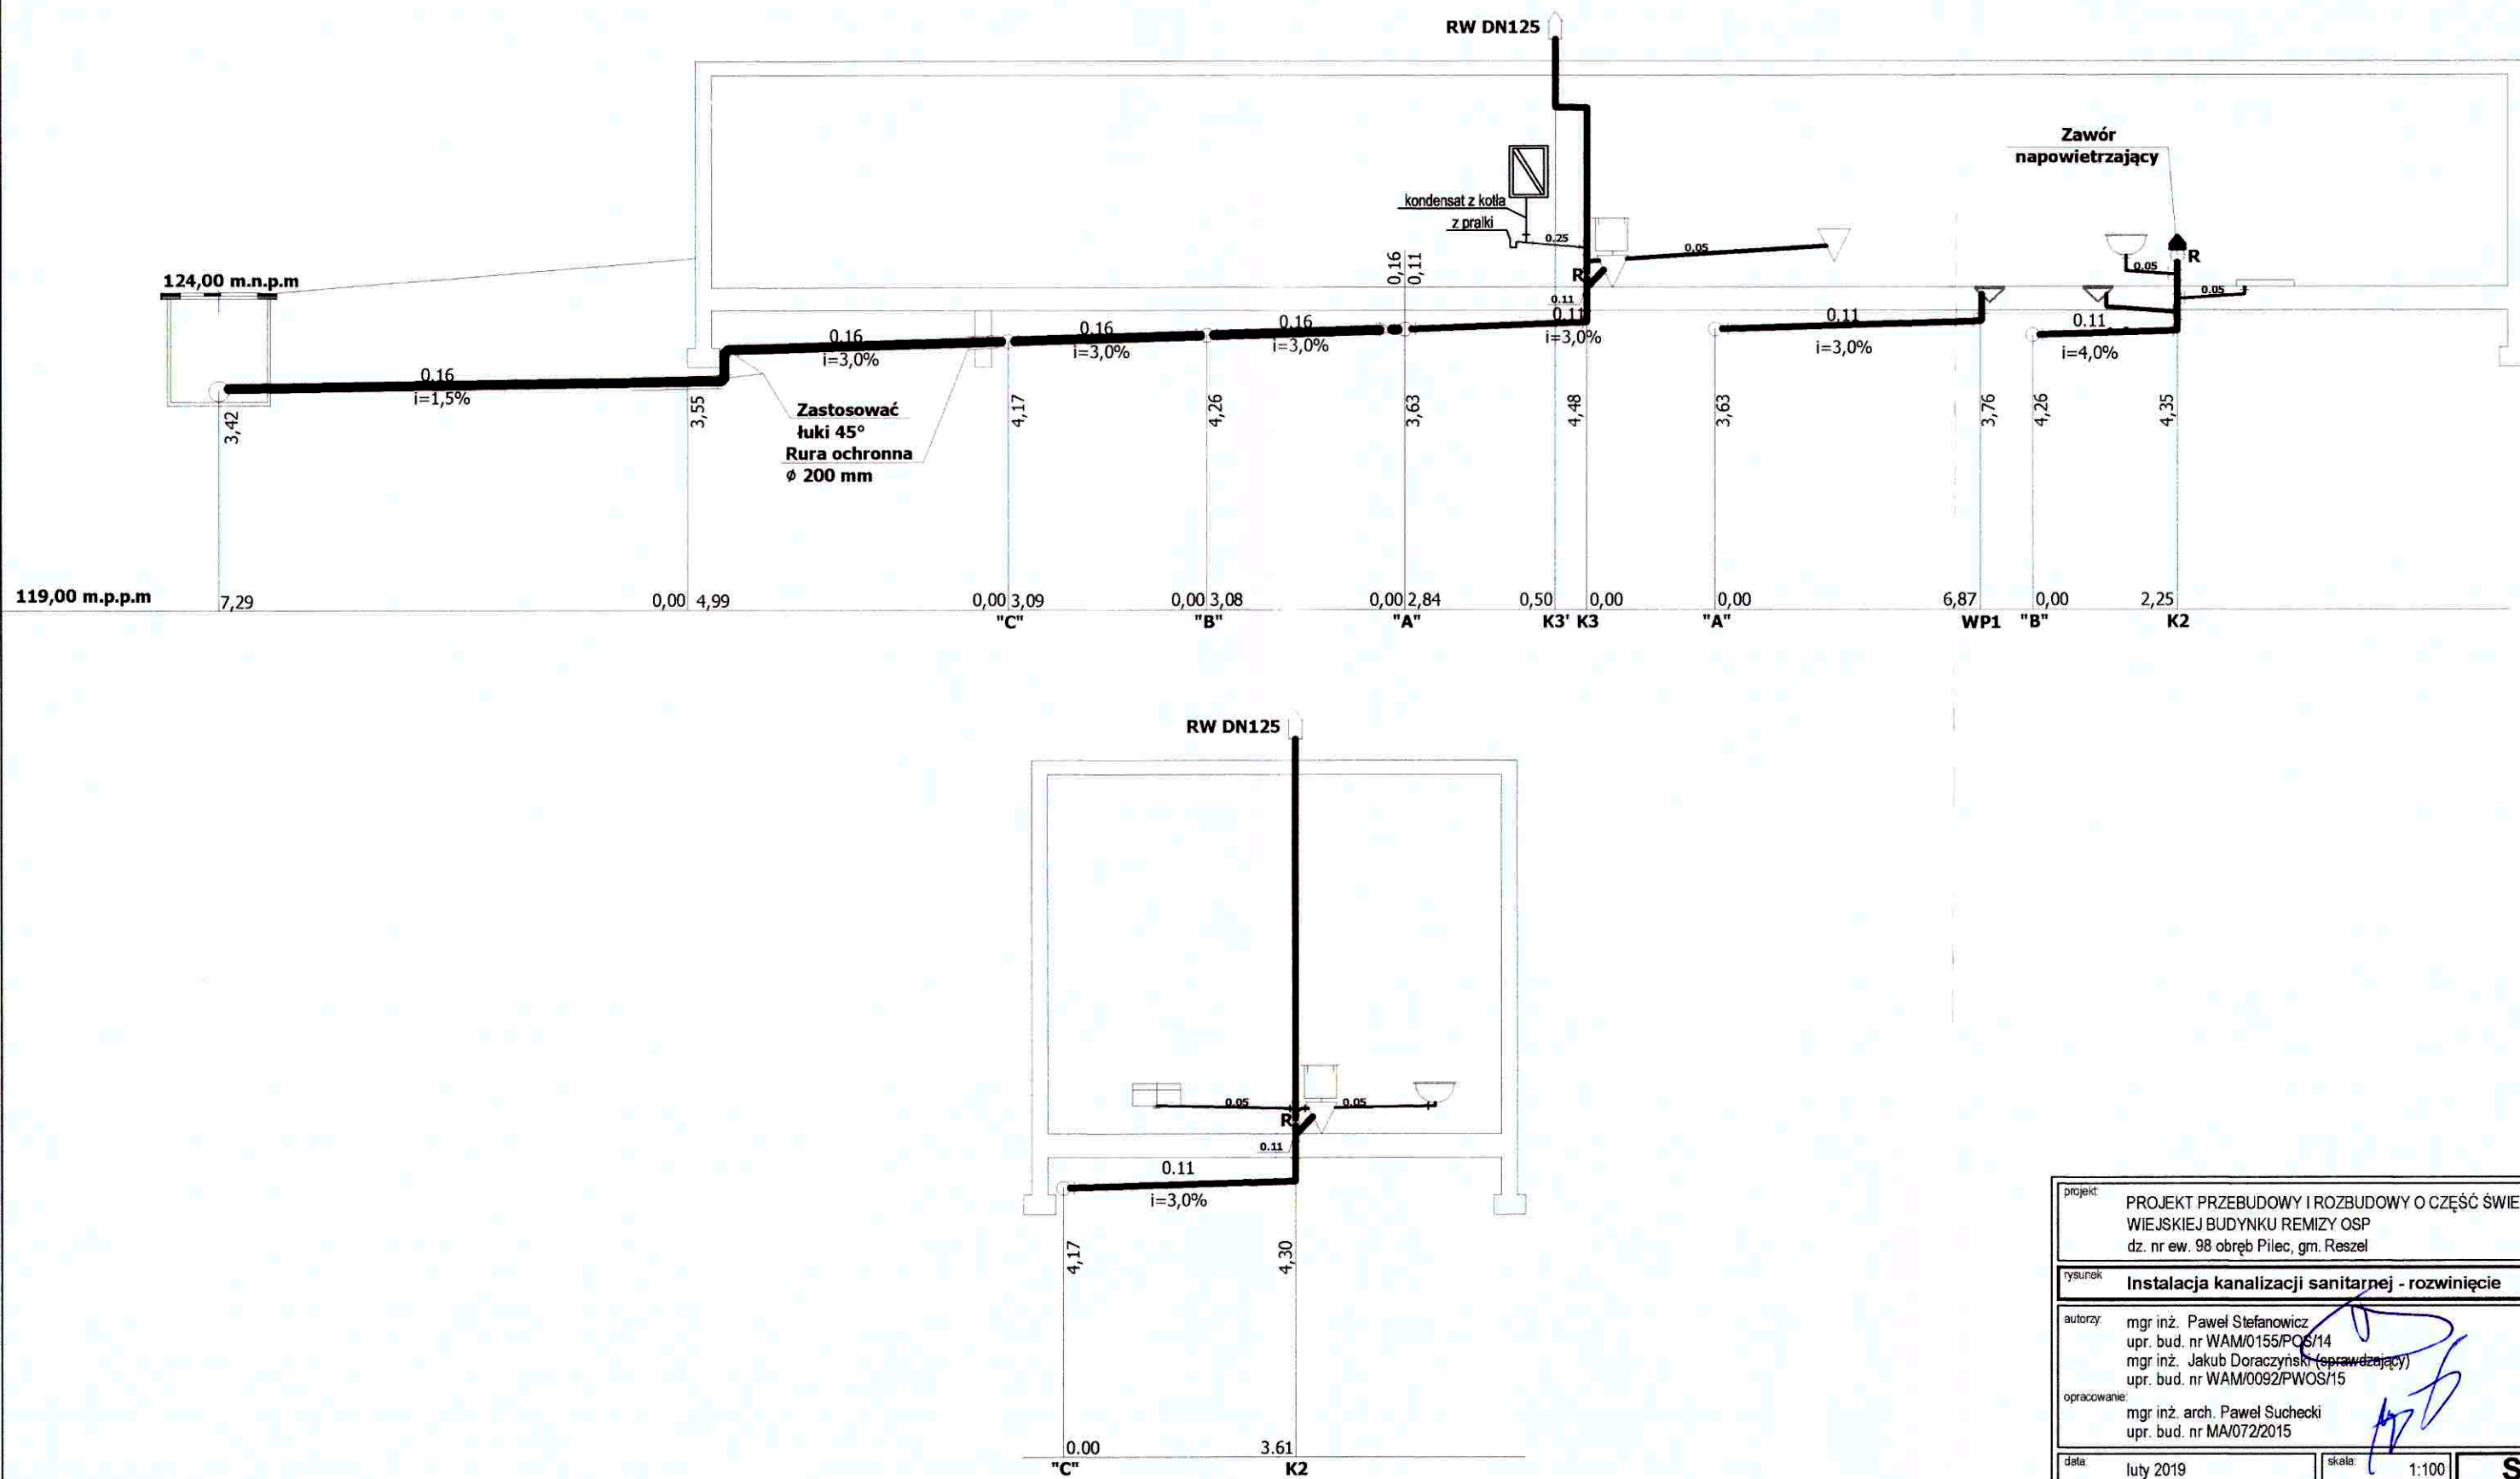 RW DN125
Zawór
napowietrzający
kondensat z kotła
z pralki
0.25
0.05
0.05
R
0.05
124,00 m.n.p.m
0,16
0,11
R
0.11
0.16
i=1,5%
0.16
i=3,0%
0.16
i=3,0%
0.16
i=3,0%
0.11
i=3,0%
0.11
i=3,0%
0.11
i=4,0%
Zastosować
łuki 45°
Rura ochronna
ϕ 200 mm
3,42
3,55
4,17
4,26
3,63
4,48
3,63
3,76
4,26
4,35
119,00 m.p.p.m
7,29
0,00 4,99
0,00 3,09
0,00 3,08
0,00 2,84
0,50 0,00
0,00
6,87 0,00
2,25
"C"
"B"
"A"
K3' K3
"A"
WP1 "B"
K2
RW DN125
0.05
0.05
R
0.11
0.11
i=3,0%
4,17
4,30
0.00
3.61
"C"
K2
projekt
PROJEKT PRZEBUDOWY I ROZBUDOWY O CZĘŚĆ ŚWIE
WIEJSKIEJ BUDYNKU REMIZY OSP
dz. nr ew. 98 obręb Pilec, gm. Reszel
rysunek
Instalacja kanalizacji sanitarnej - rozwinięcie
autorzy:
mgr inż. Paweł Stefanowicz
upr. bud. nr WAM/0155/POS/14
mgr inż. Jakub Doraczyński (sprawdzający)
upr. bud. nr WAM/0092/PWOS/15
opracowanie:
mgr inż. arch. Paweł Suchecki
upr. bud. nr MA/072/2015
data:
luty 2019
skala:
1:100
S